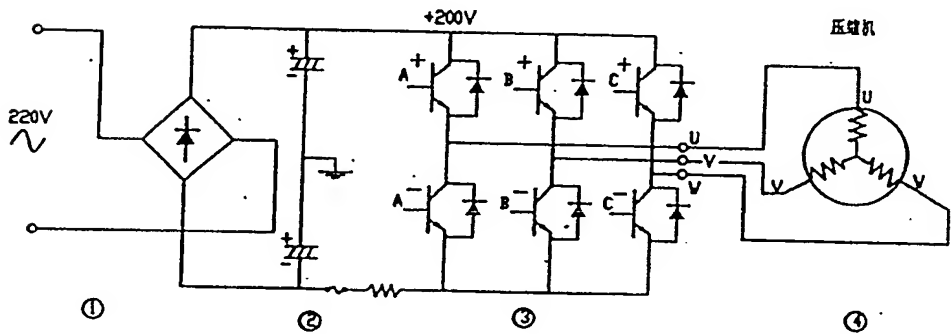 +200V
压缩机
220V
+
-
+
-
A
+
B
+
C
+
A
-
B
-
C
-
U
V
W
U
V
V
①
②
③
④